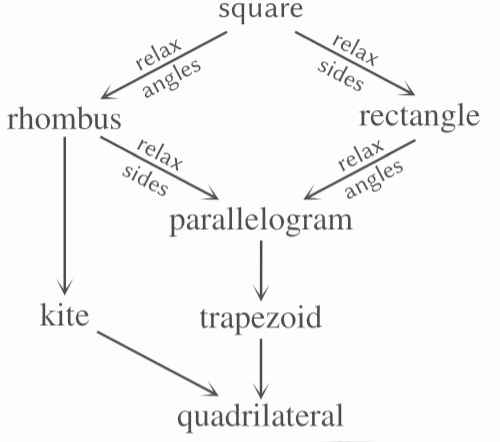 square
relax
angles
relax
sides
rhombus
rectangle
relax
sides
relax
angles
parallelogram
kite
trapezoid
quadrilateral